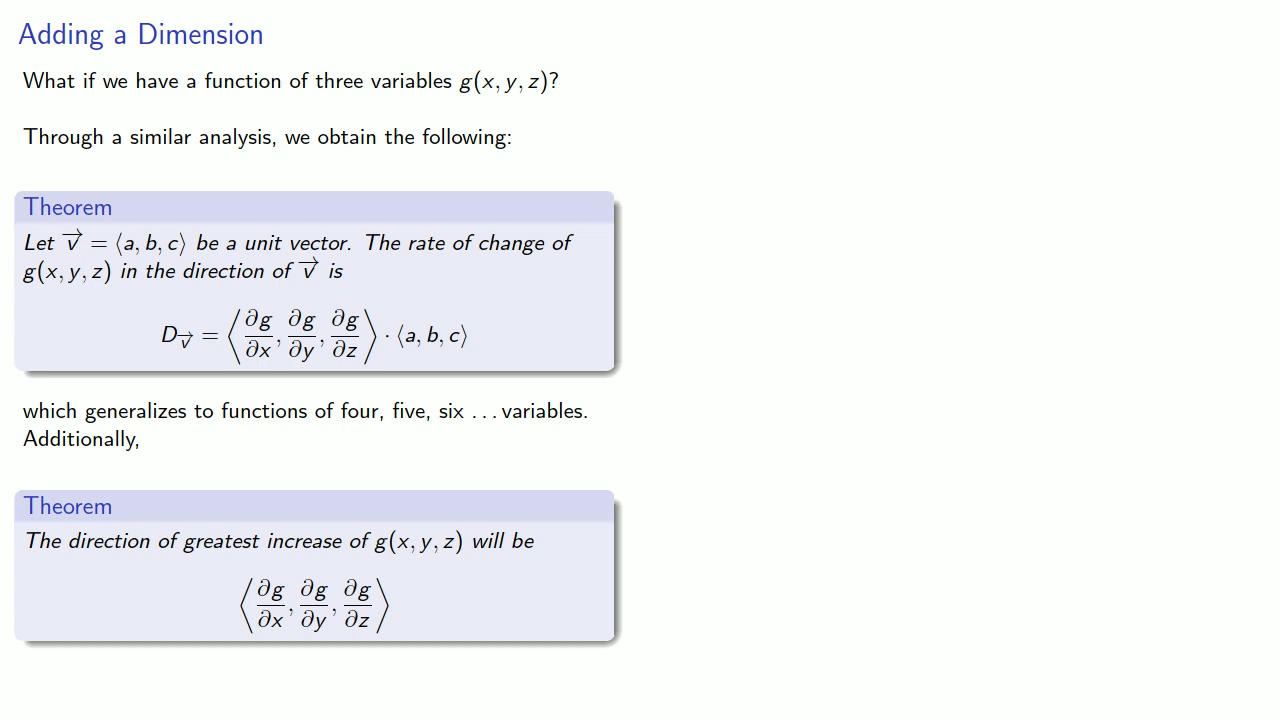 Adding a Dimension
What if we have a function of three variables g(x, y, z)?
Through a similar analysis, we obtain the following:
Theorem
Let v⃗ = ⟨a, b, c⟩ be a unit vector. The rate of change of
g(x, y, z) in the direction of v⃗ is
D_v⃗ = ⟨∂g/∂x, ∂g/∂y, ∂g/∂z⟩ · ⟨a, b, c⟩
which generalizes to functions of four, five, six ... variables.
Additionally,
Theorem
The direction of greatest increase of g(x, y, z) will be
⟨∂g/∂x, ∂g/∂y, ∂g/∂z⟩